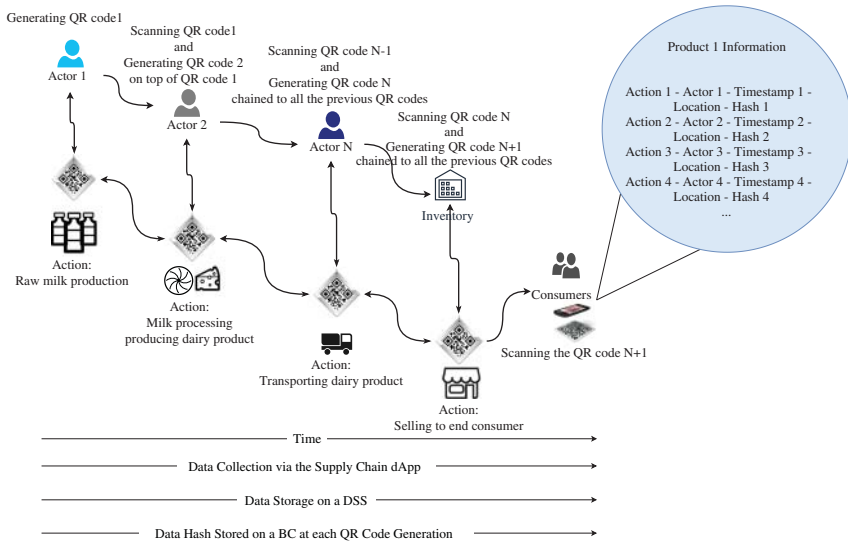 Generating QR code1
Actor 1
Scanning QR code1
and
Generating QR code 2
on top of QR code 1
Actor 2
Scanning QR code N-1
and
Generating QR code N
chained to all the previous QR codes
Actor N
Scanning QR code N
and
Generating QR code N+1
chained to all the previous QR codes
Inventory
Product 1 Information
Action 1 - Actor 1 - Timestamp 1 -
Location - Hash 1
Action 2 - Actor 2 - Timestamp 2 -
Location - Hash 2
Action 3 - Actor 3 - Timestamp 3 -
Location - Hash 3
Action 4 - Actor 4 - Timestamp 4 -
Location - Hash 4
...
Action:
Raw milk production
Action:
Milk processing
producing dairy product
Action:
Transporting dairy product
Action:
Selling to end consumer
Consumers
Scanning the QR code N+1
Time
Data Collection via the Supply Chain dApp
Data Storage on a DSS
Data Hash Stored on a BC at each QR Code Generation